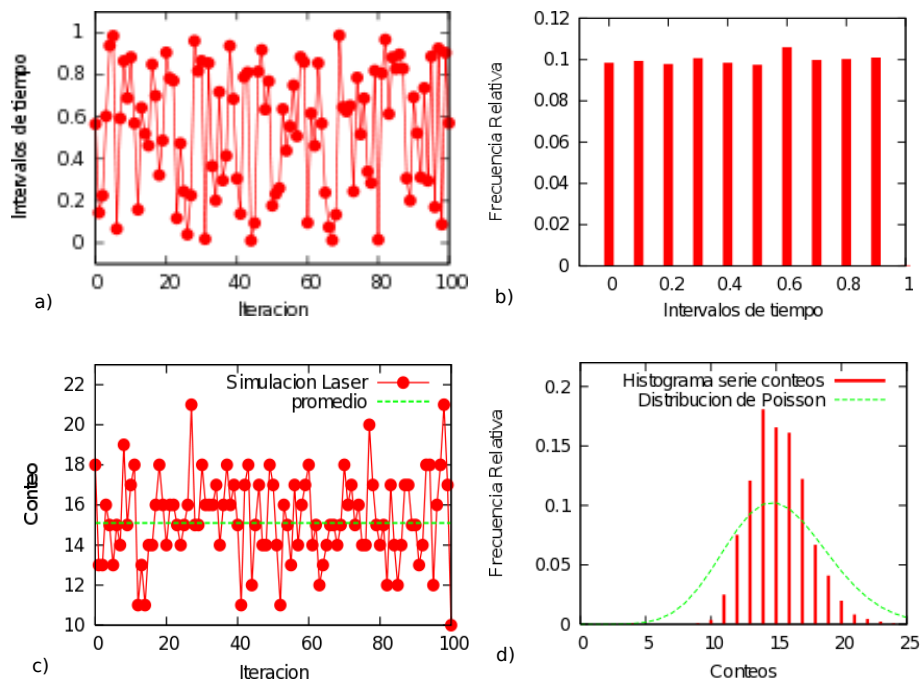 1
0.8
0.6
0.4
0.2
0
Intervalos de tiempo
0 20 40 60 80 100
Iteracion
a)
0.12
0.1
0.08
0.06
0.04
0.02
0
Frecuencia Relativa
0 0.2 0.4 0.6 0.8 1
Intervalos de tiempo
b)
22
20
18
16
14
12
10
Conteo
Simulacion Laser
promedio
0 20 40 60 80 100
Iteracion
c)
0.2
0.15
0.1
0.05
0
Frecuencia Relativa
Histograma serie conteos
Distribucion de Poisson
0 5 10 15 20 25
Conteos
d)